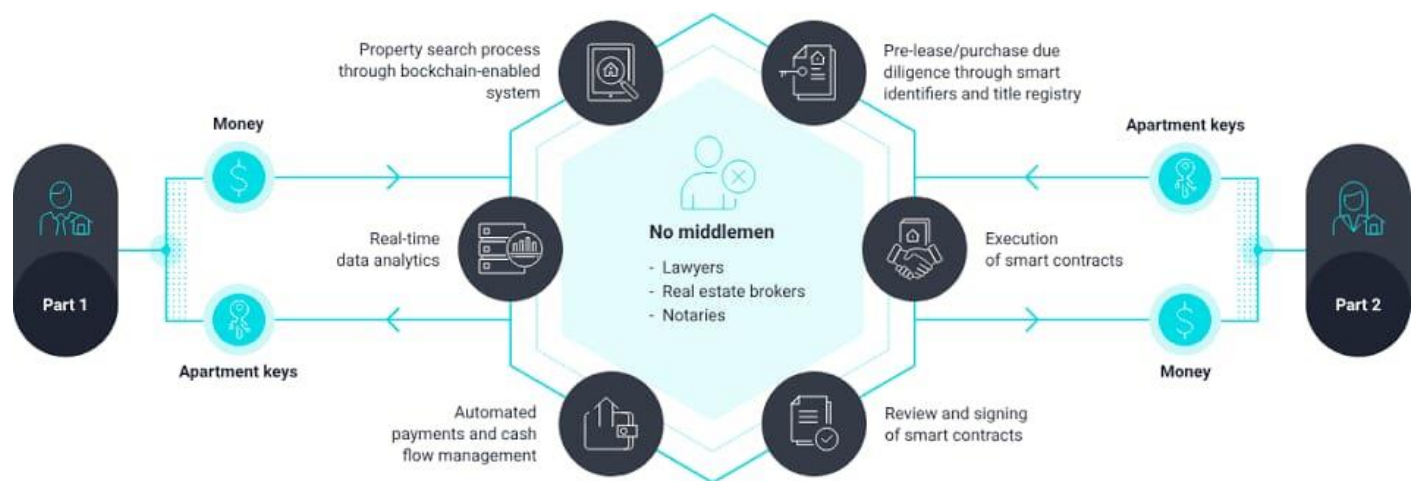 Property search process
through bockchain-enabled
system
Pre-lease/purchase due
diligence through smart
identifiers and title registry
Money
Apartment keys
No middlemen
- Lawyers
- Real estate brokers
- Notaries
Real-time
data analytics
Execution
of smart contracts
Part 1
Part 2
Apartment keys
Money
Automated
payments and cash
flow management
Review and signing
of smart contracts